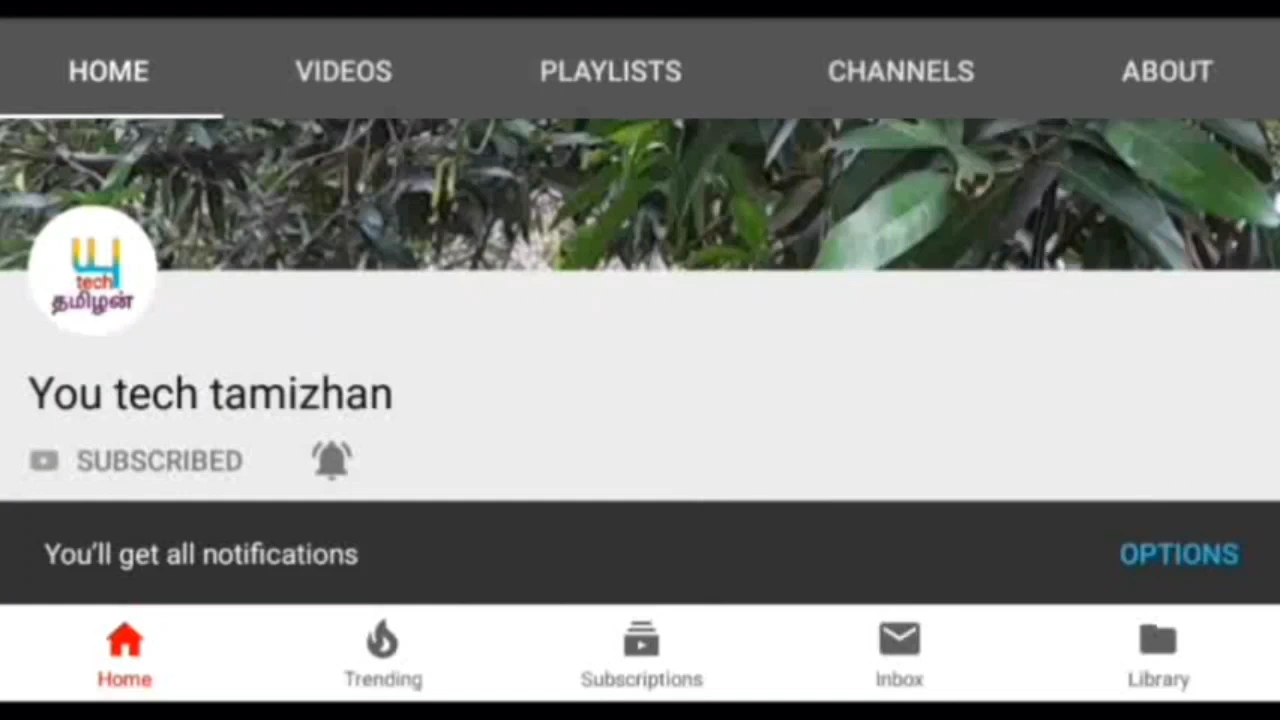 HOME VIDEOS PLAYLISTS CHANNELS ABOUT
tech
தமிழன்
You tech tamizhan
SUBSCRIBED
You'll get all notifications OPTIONS
Home Trending Subscriptions Inbox Library